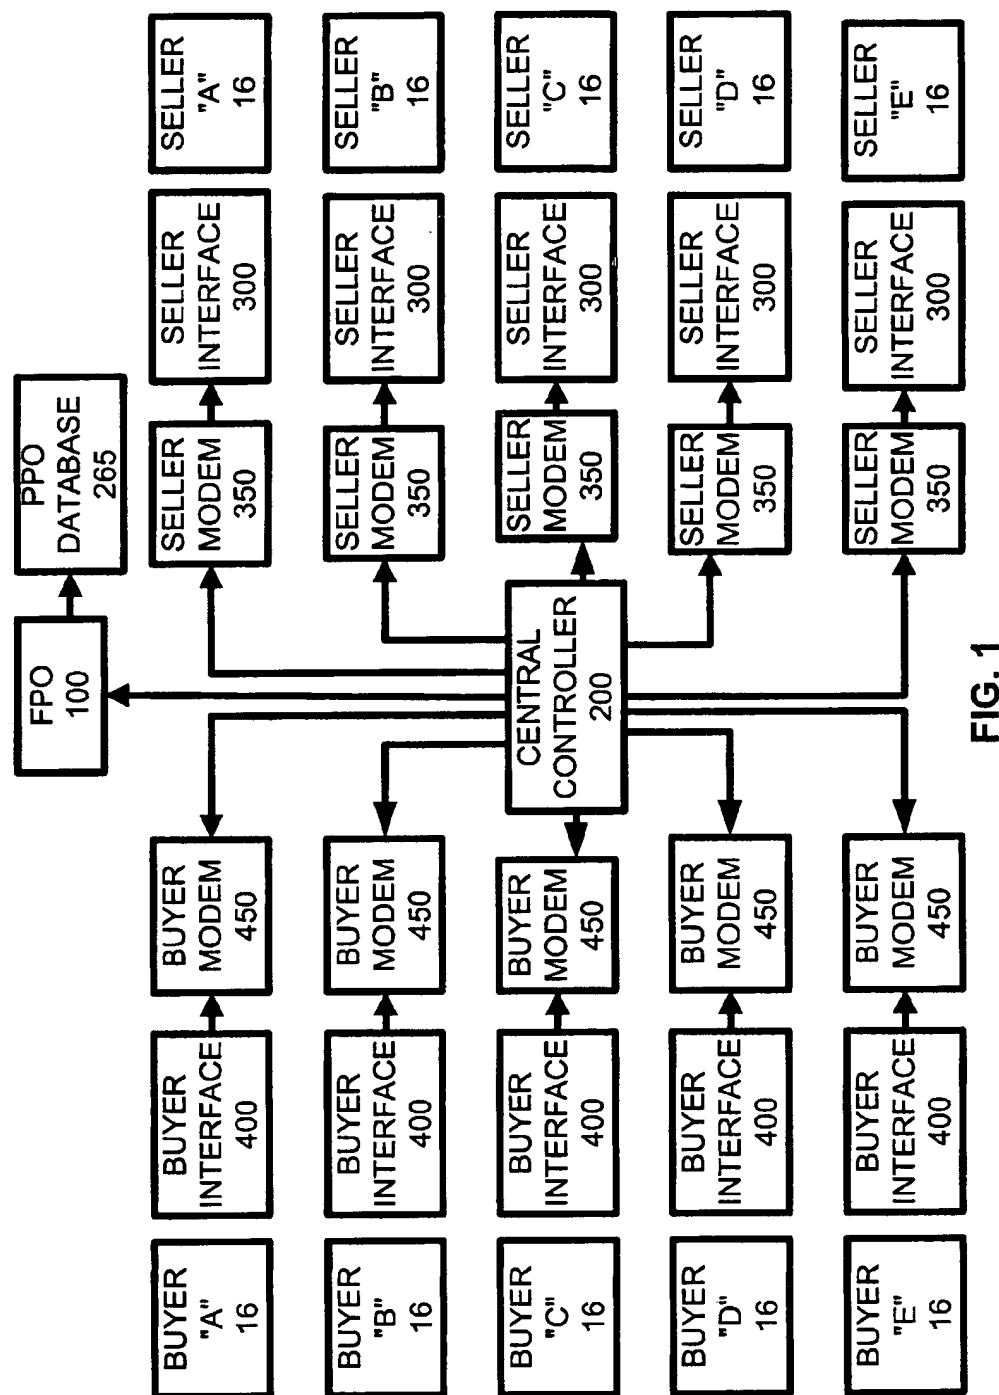 FPO
100
PPO
DATABASE
265
BUYER
"A"
16
BUYER
INTERFACE
400
BUYER
MODEM
450
SELLER
MODEM
350
SELLER
INTERFACE
300
SELLER
"A"
16
BUYER
"B"
16
BUYER
INTERFACE
400
BUYER
MODEM
450
SELLER
MODEM
350
SELLER
INTERFACE
300
SELLER
"B"
16
BUYER
"C"
16
BUYER
INTERFACE
400
BUYER
MODEM
450
CENTRAL
CONTROLLER
200
SELLER
MODEM
350
SELLER
INTERFACE
300
SELLER
"C"
16
BUYER
"D"
16
BUYER
INTERFACE
400
BUYER
MODEM
450
SELLER
MODEM
350
SELLER
INTERFACE
300
SELLER
"D"
16
BUYER
"E"
16
BUYER
INTERFACE
400
BUYER
MODEM
450
SELLER
MODEM
350
SELLER
INTERFACE
300
SELLER
"E"
16
FIG. 1